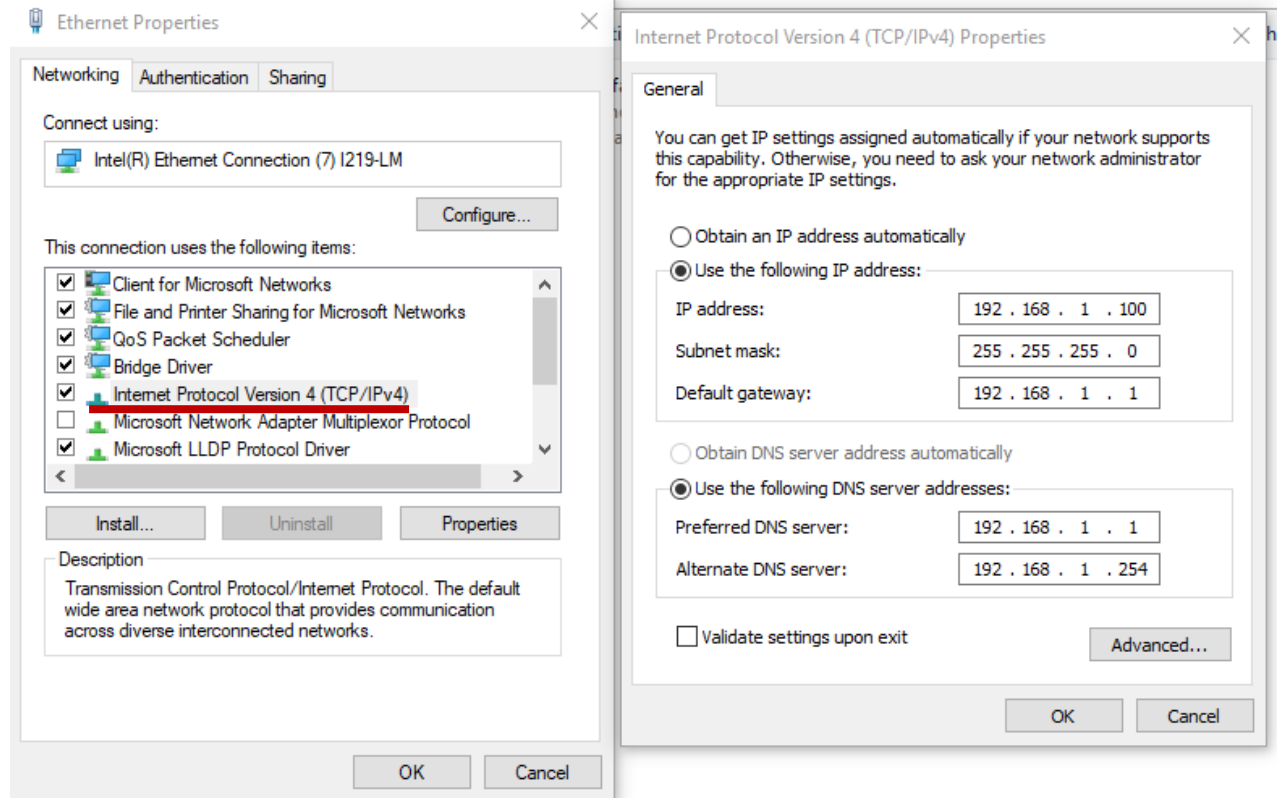 Ethernet Properties
Networking
Authentication
Sharing
Connect using:
Intel(R) Ethernet Connection (7) I219-LM
Configure...
This connection uses the following items:
Client for Microsoft Networks
File and Printer Sharing for Microsoft Networks
QoS Packet Scheduler
Bridge Driver
Internet Protocol Version 4 (TCP/IPv4)
Microsoft Network Adapter Multiplexor Protocol
Microsoft LLDP Protocol Driver
Install...
Uninstall
Properties
Description
Transmission Control Protocol/Internet Protocol. The default
wide area network protocol that provides communication
across diverse interconnected networks.
OK
Cancel
Internet Protocol Version 4 (TCP/IPv4) Properties
General
You can get IP settings assigned automatically if your network supports
this capability. Otherwise, you need to ask your network administrator
for the appropriate IP settings.
Obtain an IP address automatically
Use the following IP address:
IP address: 192 . 168 . 1 . 100
Subnet mask: 255 . 255 . 255 . 0
Default gateway: 192 . 168 . 1 . 1
Obtain DNS server address automatically
Use the following DNS server addresses:
Preferred DNS server: 192 . 168 . 1 . 1
Alternate DNS server: 192 . 168 . 1 . 254
Validate settings upon exit
Advanced...
OK
Cancel